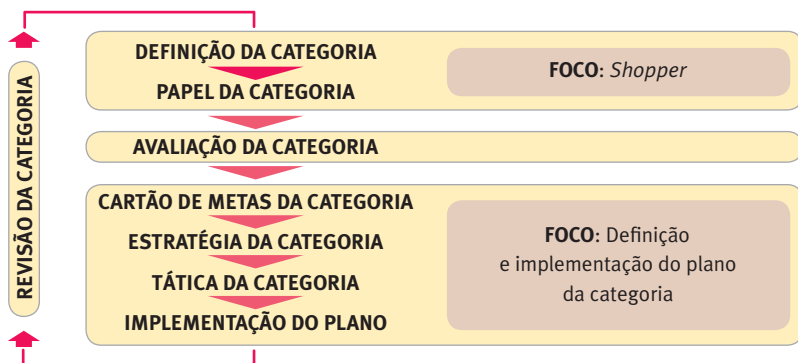 REVISÃO DA CATEGORIA
DEFINIÇÃO DA CATEGORIA
PAPEL DA CATEGORIA
FOCO: Shopper
AVALIAÇÃO DA CATEGORIA
CARTÃO DE METAS DA CATEGORIA
ESTRATÉGIA DA CATEGORIA
TÁTICA DA CATEGORIA
IMPLEMENTAÇÃO DO PLANO
FOCO: Definição
e implementação do plano
da categoria